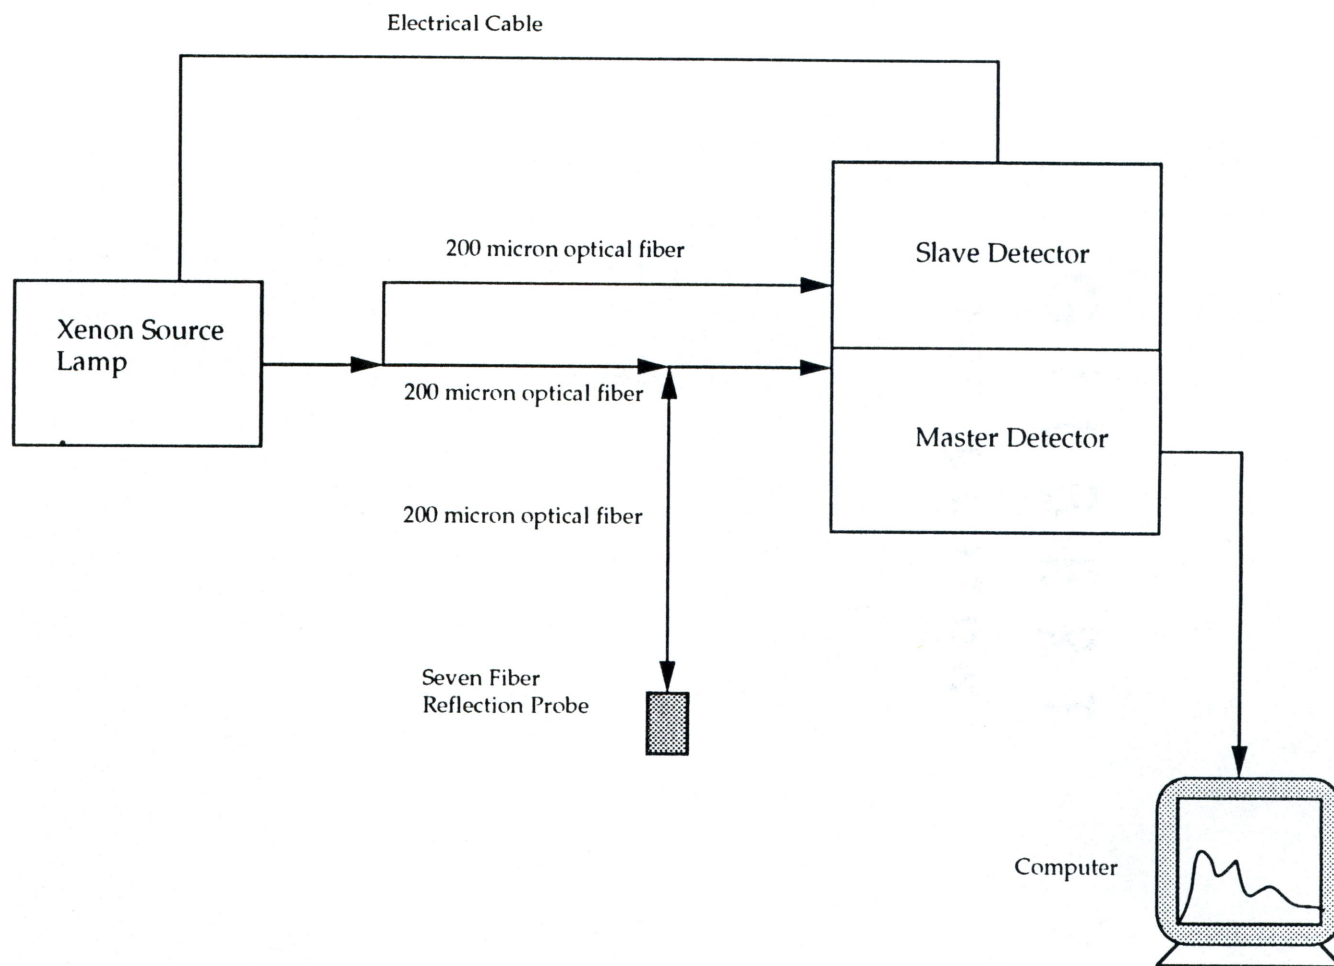 Electrical Cable
200 micron optical fiber
Slave Detector
Xenon Source
Lamp
200 micron optical fiber
Master Detector
200 micron optical fiber
Seven Fiber
Reflection Probe
Computer